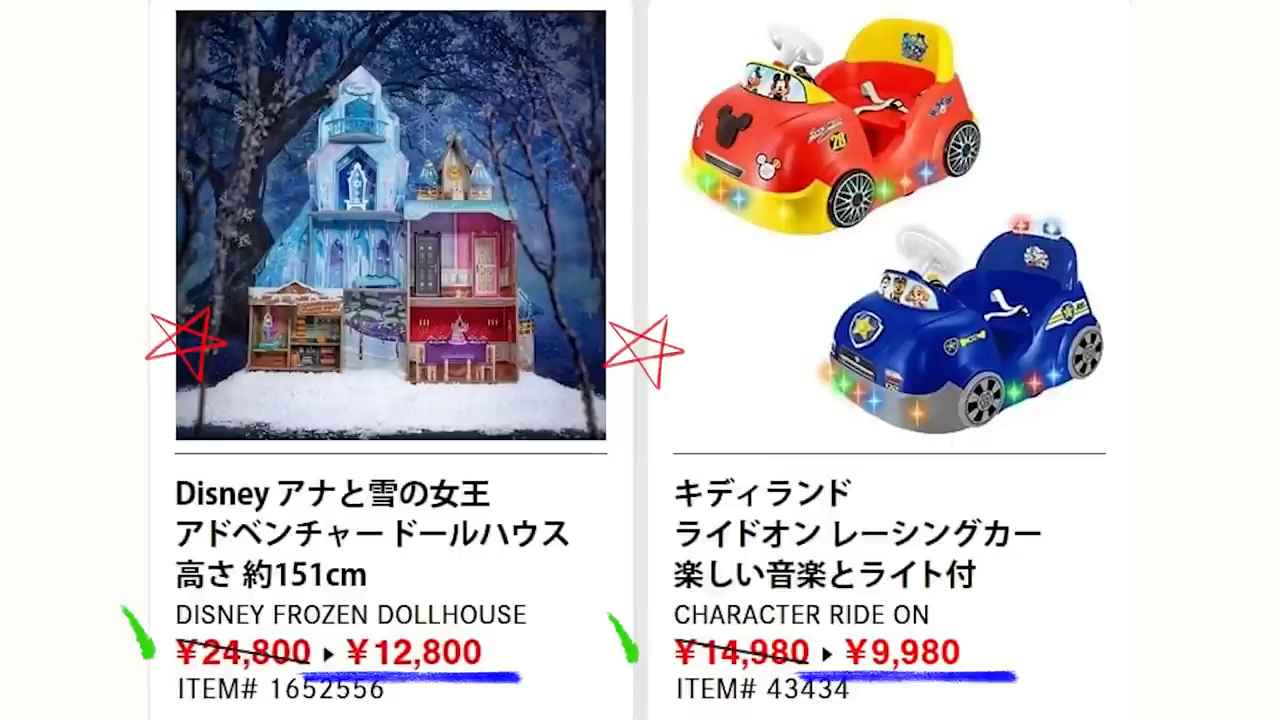 Disney アナと雪の女王
アドベンチャー ドールハウス
高さ 約151cm
DISNEY FROZEN DOLLHOUSE
¥24,800 ▶ ¥12,800
ITEM# 1652556
キディランド
ライドオン レーシングカー
楽しい音楽とライト付
CHARACTER RIDE ON
¥14,980 ▶ ¥9,980
ITEM# 43434
28